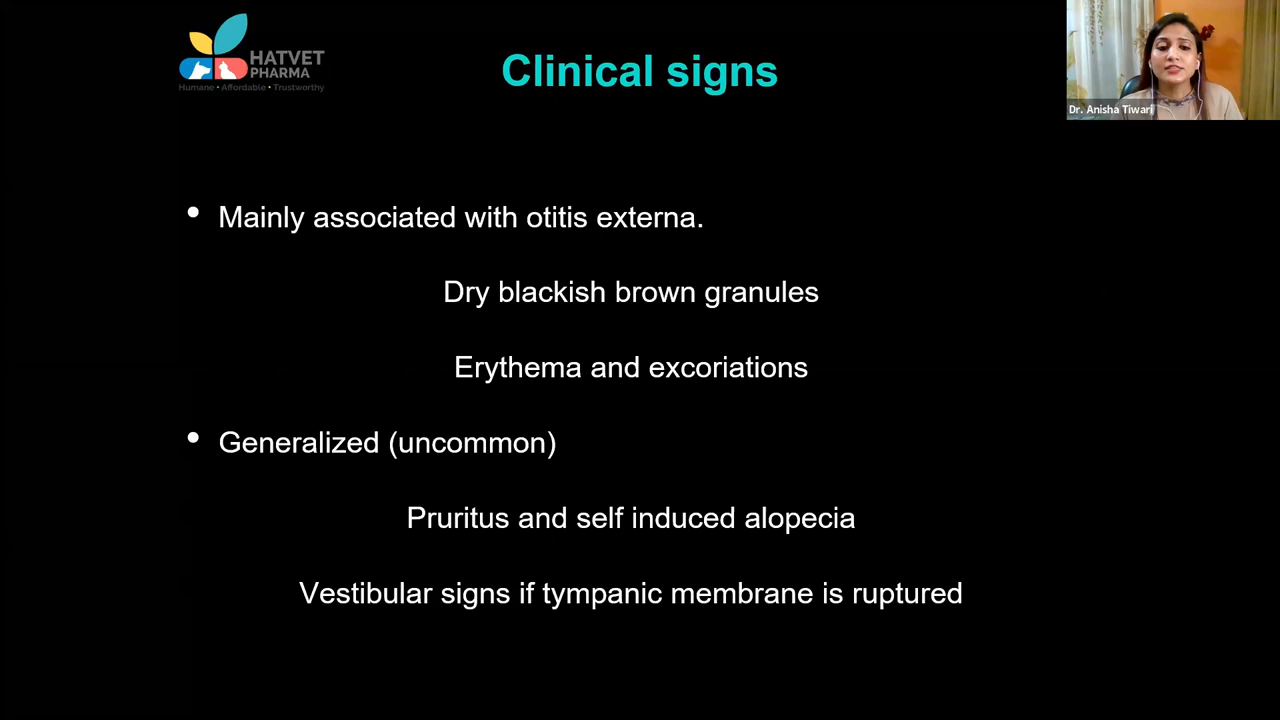 HATVET
PHARMA
Humane • Affordable • Trustworthy
Clinical signs
Dr. Anisha Tiwari
• Mainly associated with otitis externa.
Dry blackish brown granules
Erythema and excoriations
• Generalized (uncommon)
Pruritus and self induced alopecia
Vestibular signs if tympanic membrane is ruptured